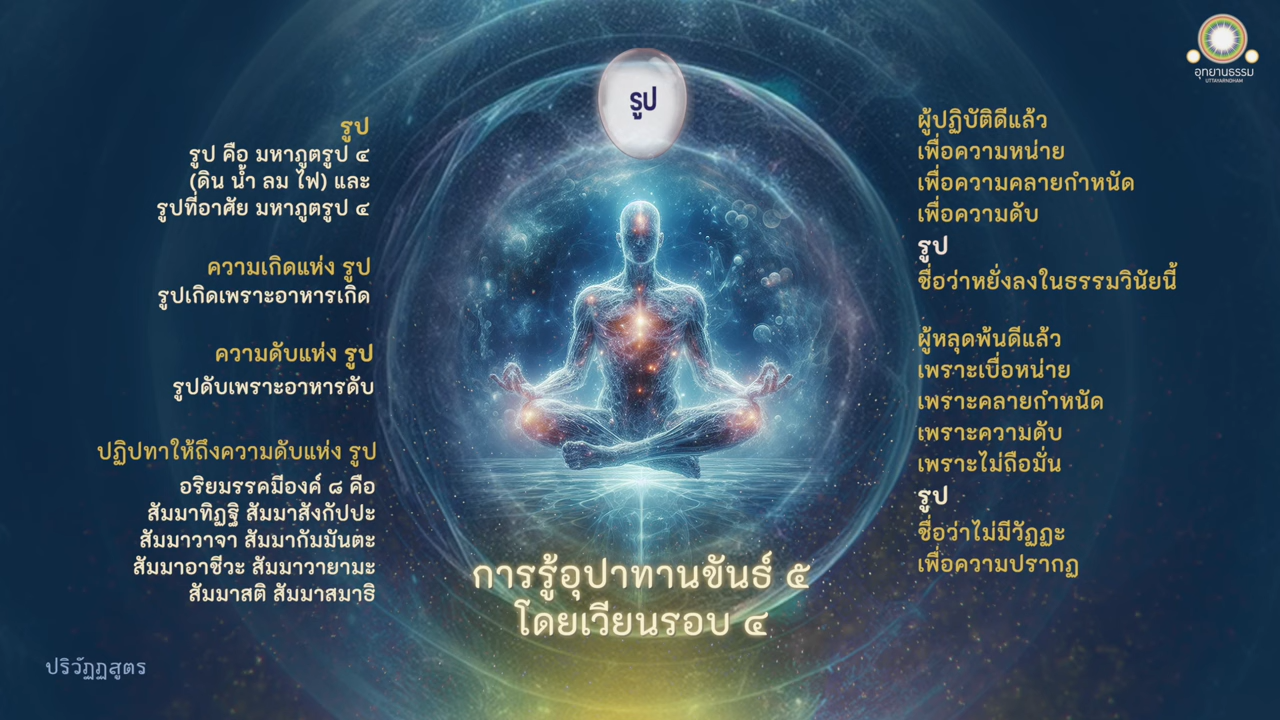 อุทยานธรรม
UTTAYARNDHAM
รูป
รูป
รูป คือ มหาภูตรูป ๔
(ดิน น้ำ ลม ไฟ) และ
รูปที่อาศัย มหาภูตรูป ๔
ความเกิดแห่ง รูป
รูปเกิดเพราะอาหารเกิด
ความดับแห่ง รูป
รูปดับเพราะอาหารดับ
ปฏิปทาให้ถึงความดับแห่ง รูป
อริยมรรคมีองค์ ๘ คือ
สัมมาทิฏฐิ สัมมาสังกัปปะ
สัมมาวาจา สัมมากัมมันตะ
สัมมาอาชีวะ สัมมาวายามะ
สัมมาสติ สัมมาสมาธิ
ผู้ปฏิบัติดีแล้ว
เพื่อความหน่าย
เพื่อความคลายกำหนัด
เพื่อความดับ
รูป
ชื่อว่าหยั่งลงในธรรมวินัยนี้
ผู้หลุดพ้นดีแล้ว
เพราะเบื่อหน่าย
เพราะคลายกำหนัด
เพราะความดับ
เพราะไม่ถือมั่น
รูป
ชื่อว่าไม่มีวัฏฏะ
เพื่อความปรากฏ
การรู้อุปาทานขันธ์ ๕
โดยเวียนรอบ ๔
ปริวัฏฏสูตร